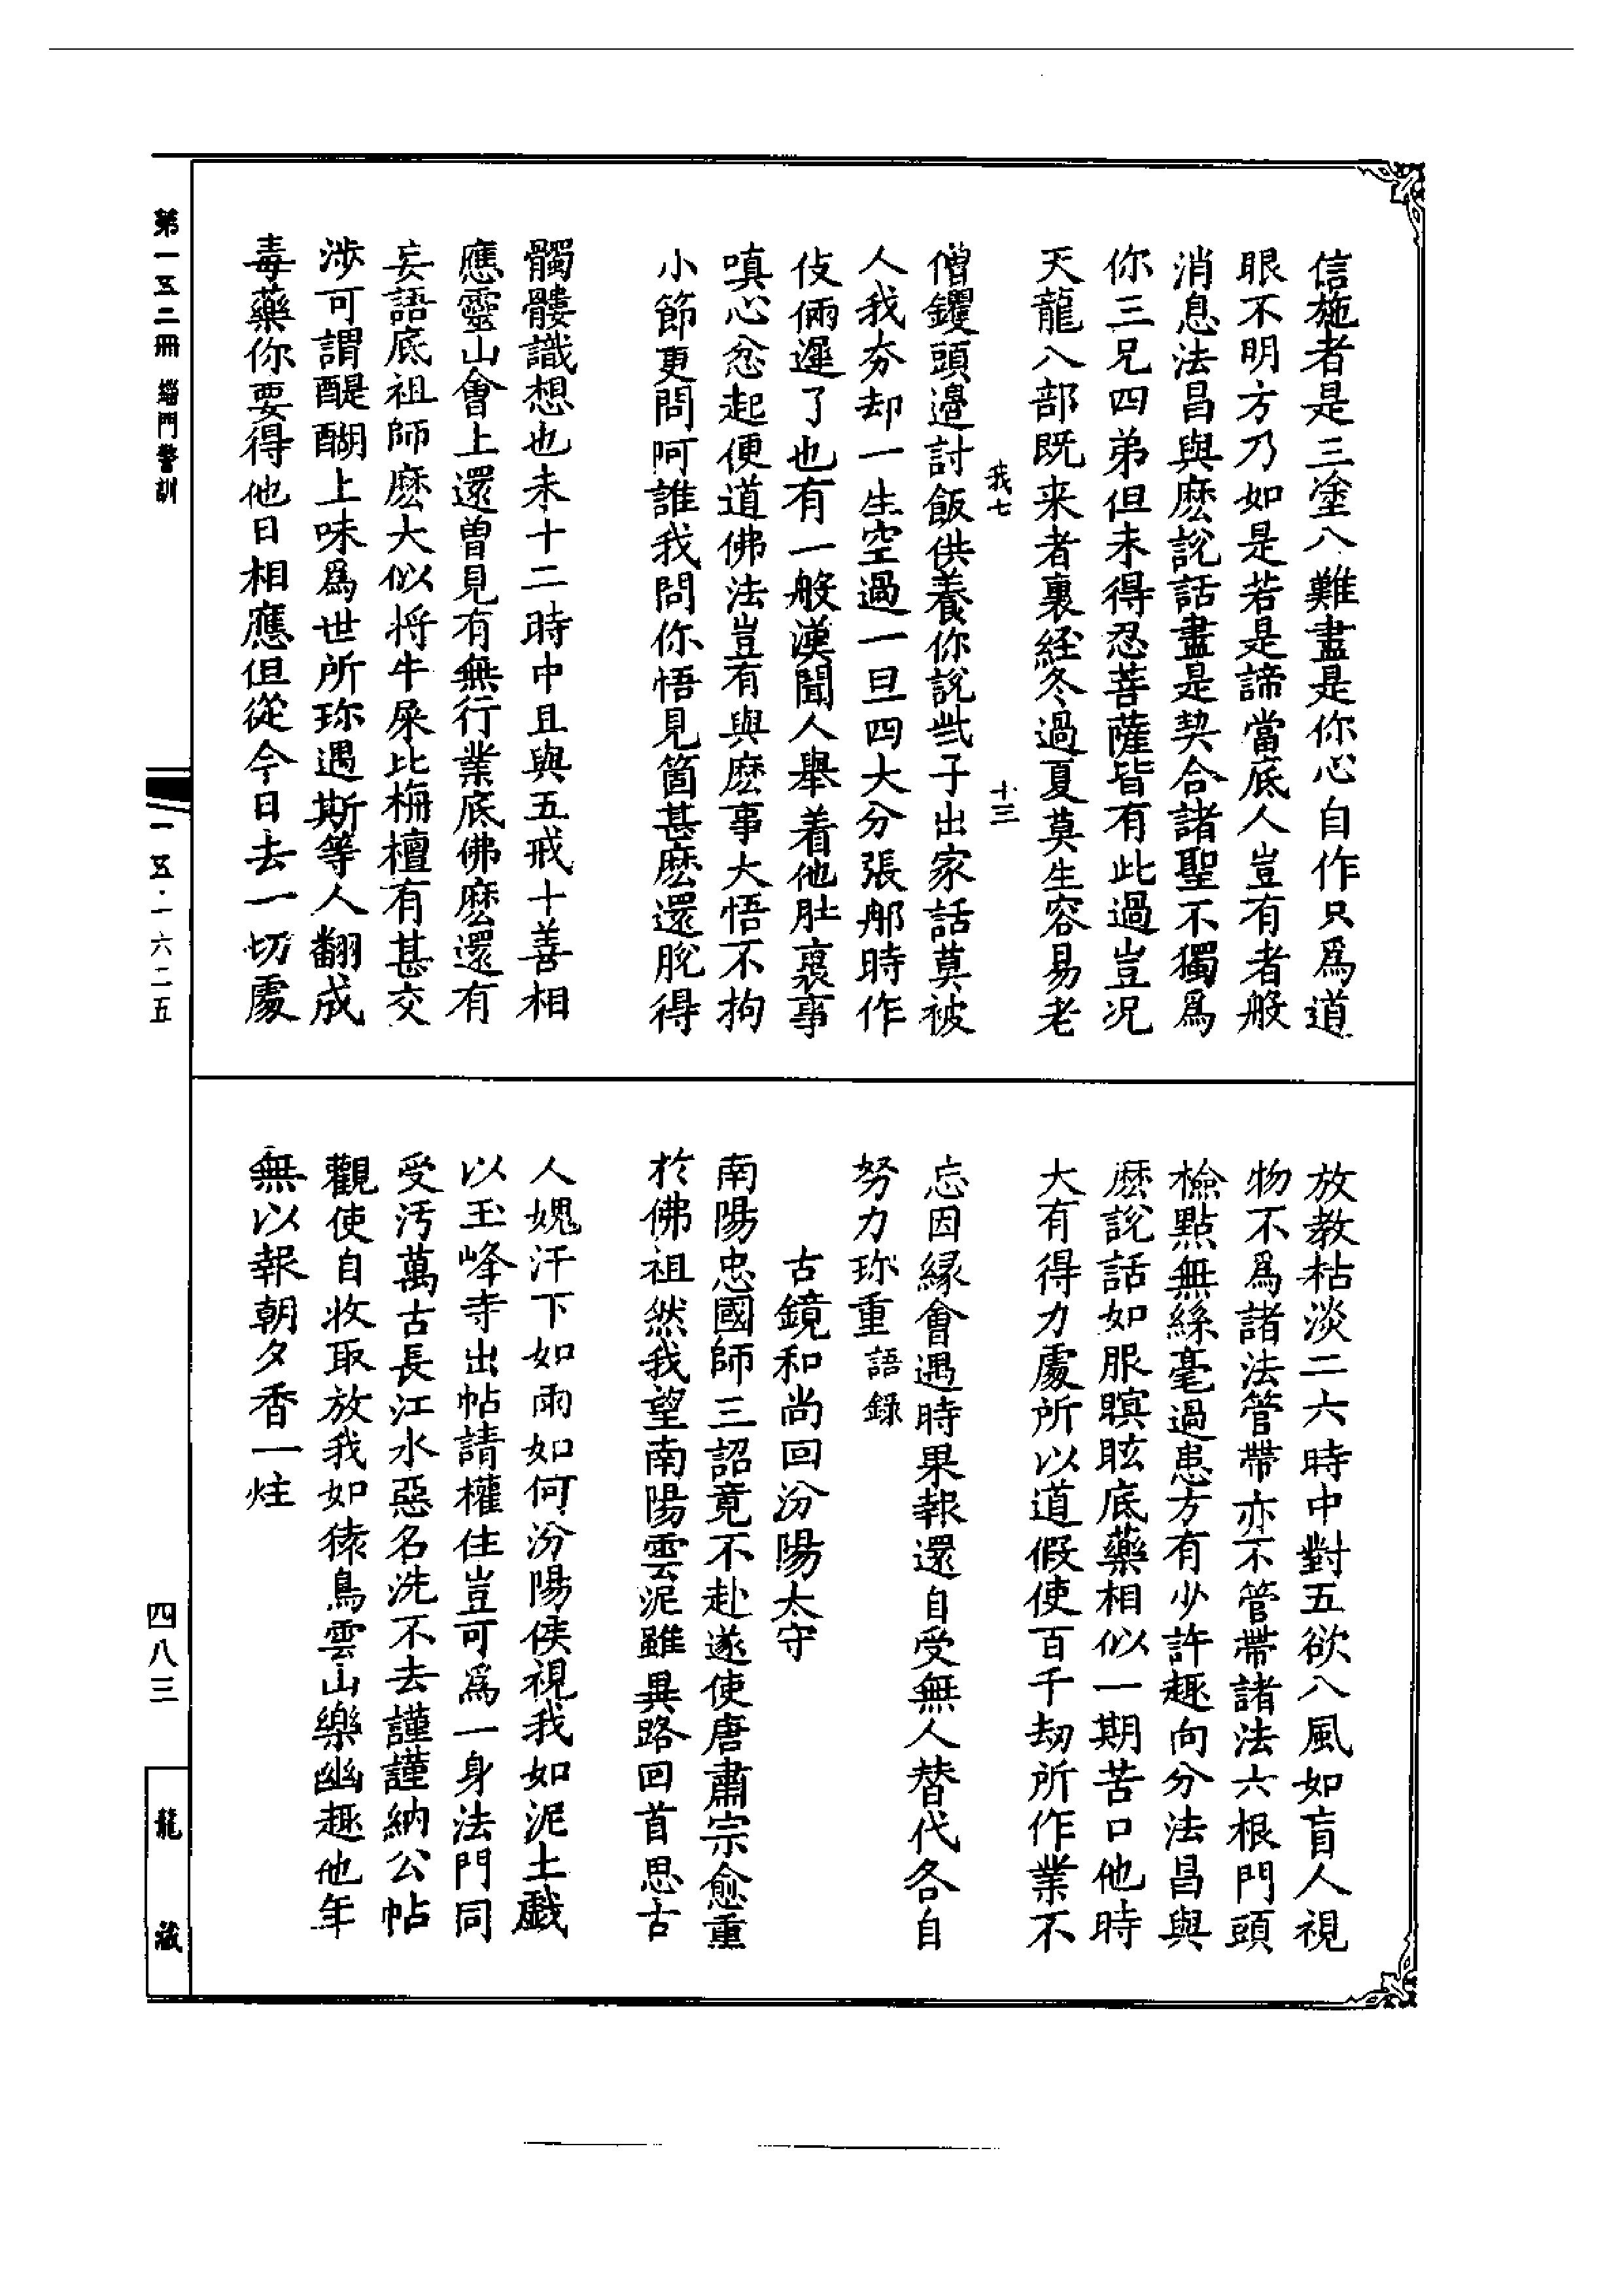 信施者是三塗八難盡是你心自作只爲道
眼不明方乃如是若是諦當底人豈有者般
消息法昌與麽說話盡是契合諸聖不獨爲
你三兄四弟但未得忍菩薩皆有此過豈况
天龍八部既来者裏經冬過夏莫生容易老
我七 十三
僧钁頭邊討飯供養你說些子出家話莫被
人我夯却一生空過一旦四大分張那時作
伎倆遲了也有一般漢聞人舉着他肚裏事
嗔心忿起便道佛法豈有與麽事大悟不拘
小節更問阿誰我問你悟見箇甚麽還脫得
髑髏識想也未十二時中且與五戒十善相
應靈山會上還曽見有無行業底佛麽還有
妄語底祖師麽大似将牛屎比栴檀有甚交
涉可謂醍醐上味爲世所珎遇斯等人翻成
毒藥你要得他日相應但從今日去一切處
放教枯淡二六時中對五欲八風如盲人視
物不爲諸法管帶亦不管帶諸法六根門頭
檢點無絲毫過患方有少許趣向分法昌與
麽說話如服瞑眩底藥相似一期苦口他時
大有得力處所以道假使百千劫所作業不
忘因縁會遇時果報還自受無人替代各自
努力珎重 語錄
古鏡和尚回汾陽太守
南陽忠國師三詔竟不赴遂使唐肅宗愈重
於佛祖然我望南陽雲泥雖異路回首思古
人媿汗下如雨如何汾陽侯視我如泥土戲
以玉峰寺出帖請權住豈可爲一身法門同
受汚萬古長江水惡名洗不去謹謹納公帖
觀使自收取放我如猿鳥雲山樂幽趣他年
無以報朝夕香一炷
第一五二冊 緇門警訓
一五·一六二五
四八三
龍藏